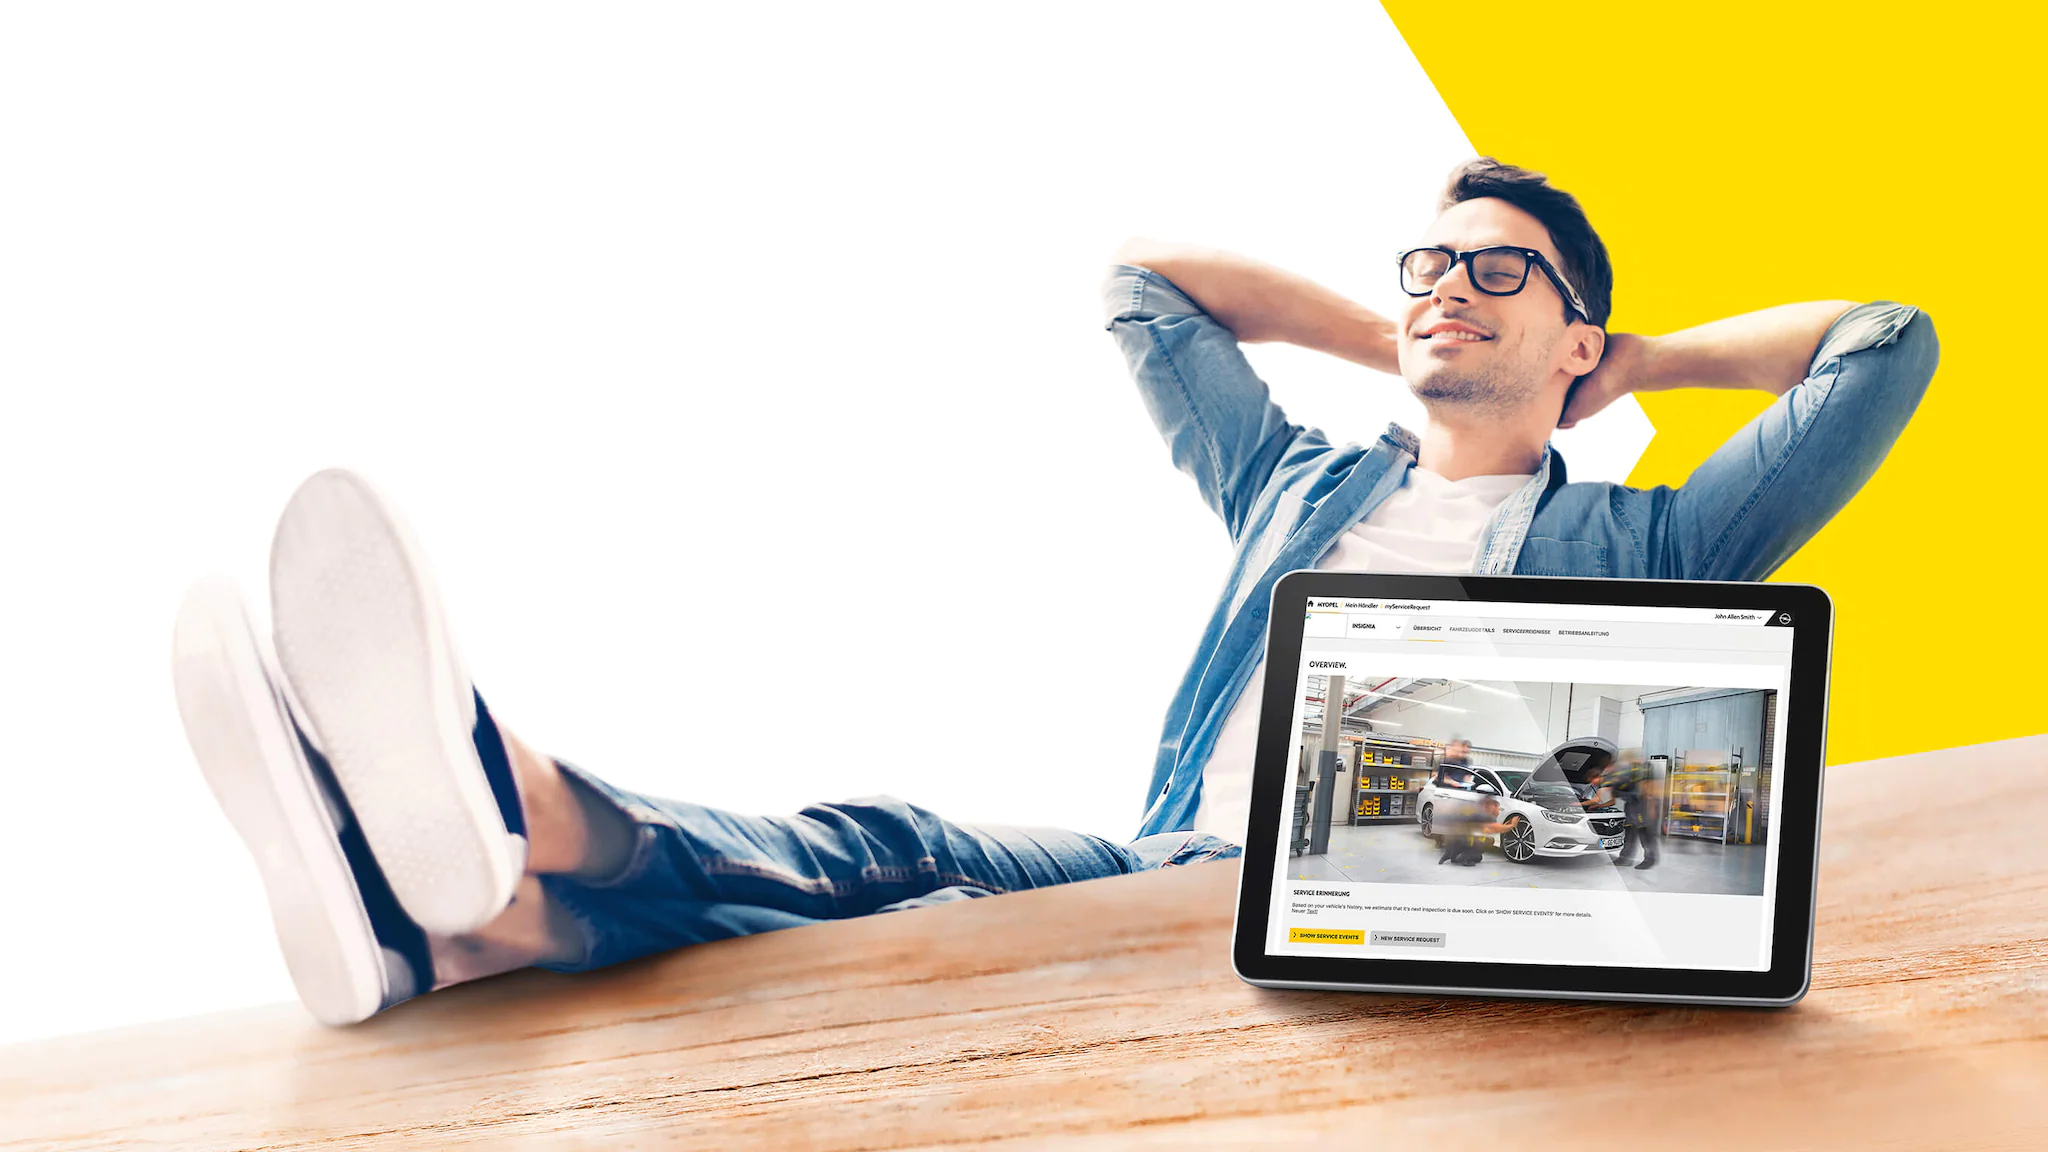 MYOPEL / Mein Händler / myServiceRequest
John Allen Smith
INSIGNIA
ÜBERSICHT FAHRZEUGDETAILS SERVICEEREIGNISSE BETRIEBSANLEITUNG
OVERVIEW.
SERVICE ERINNERUNG
Based on your vehicle's history, we estimate that it's next inspection is due soon. Click on 'SHOW SERVICE EVENTS' for more details.
Neuer Text!
SHOW SERVICE EVENTS
NEW SERVICE REQUEST